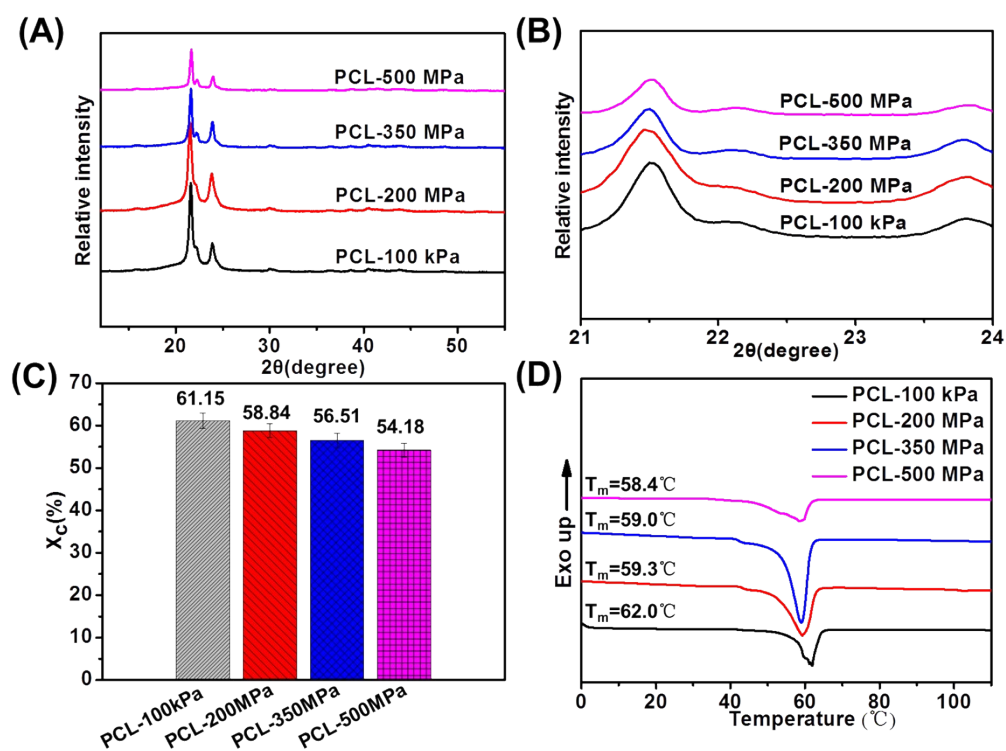 (A)
PCL-500 MPa
PCL-350 MPa
PCL-200 MPa
PCL-100 kPa
Relative intensity
20 30 40 50
2θ(degree)
(B)
PCL-500 MPa
PCL-350 MPa
PCL-200 MPa
PCL-100 kPa
Relative intensity
21 22 23 24
2θ(degree)
(C)
70
60
50
40
30
20
10
0
X_C(%)
61.15
58.84
56.51
54.18
PCL-100kPa
PCL-200MPa
PCL-350MPa
PCL-500MPa
(D)
PCL-100 kPa
PCL-200 MPa
PCL-350 MPa
PCL-500 MPa
Exo up
T_m=58.4℃
T_m=59.0℃
T_m=59.3℃
T_m=62.0℃
0 20 40 60 80 100
Temperature (℃)